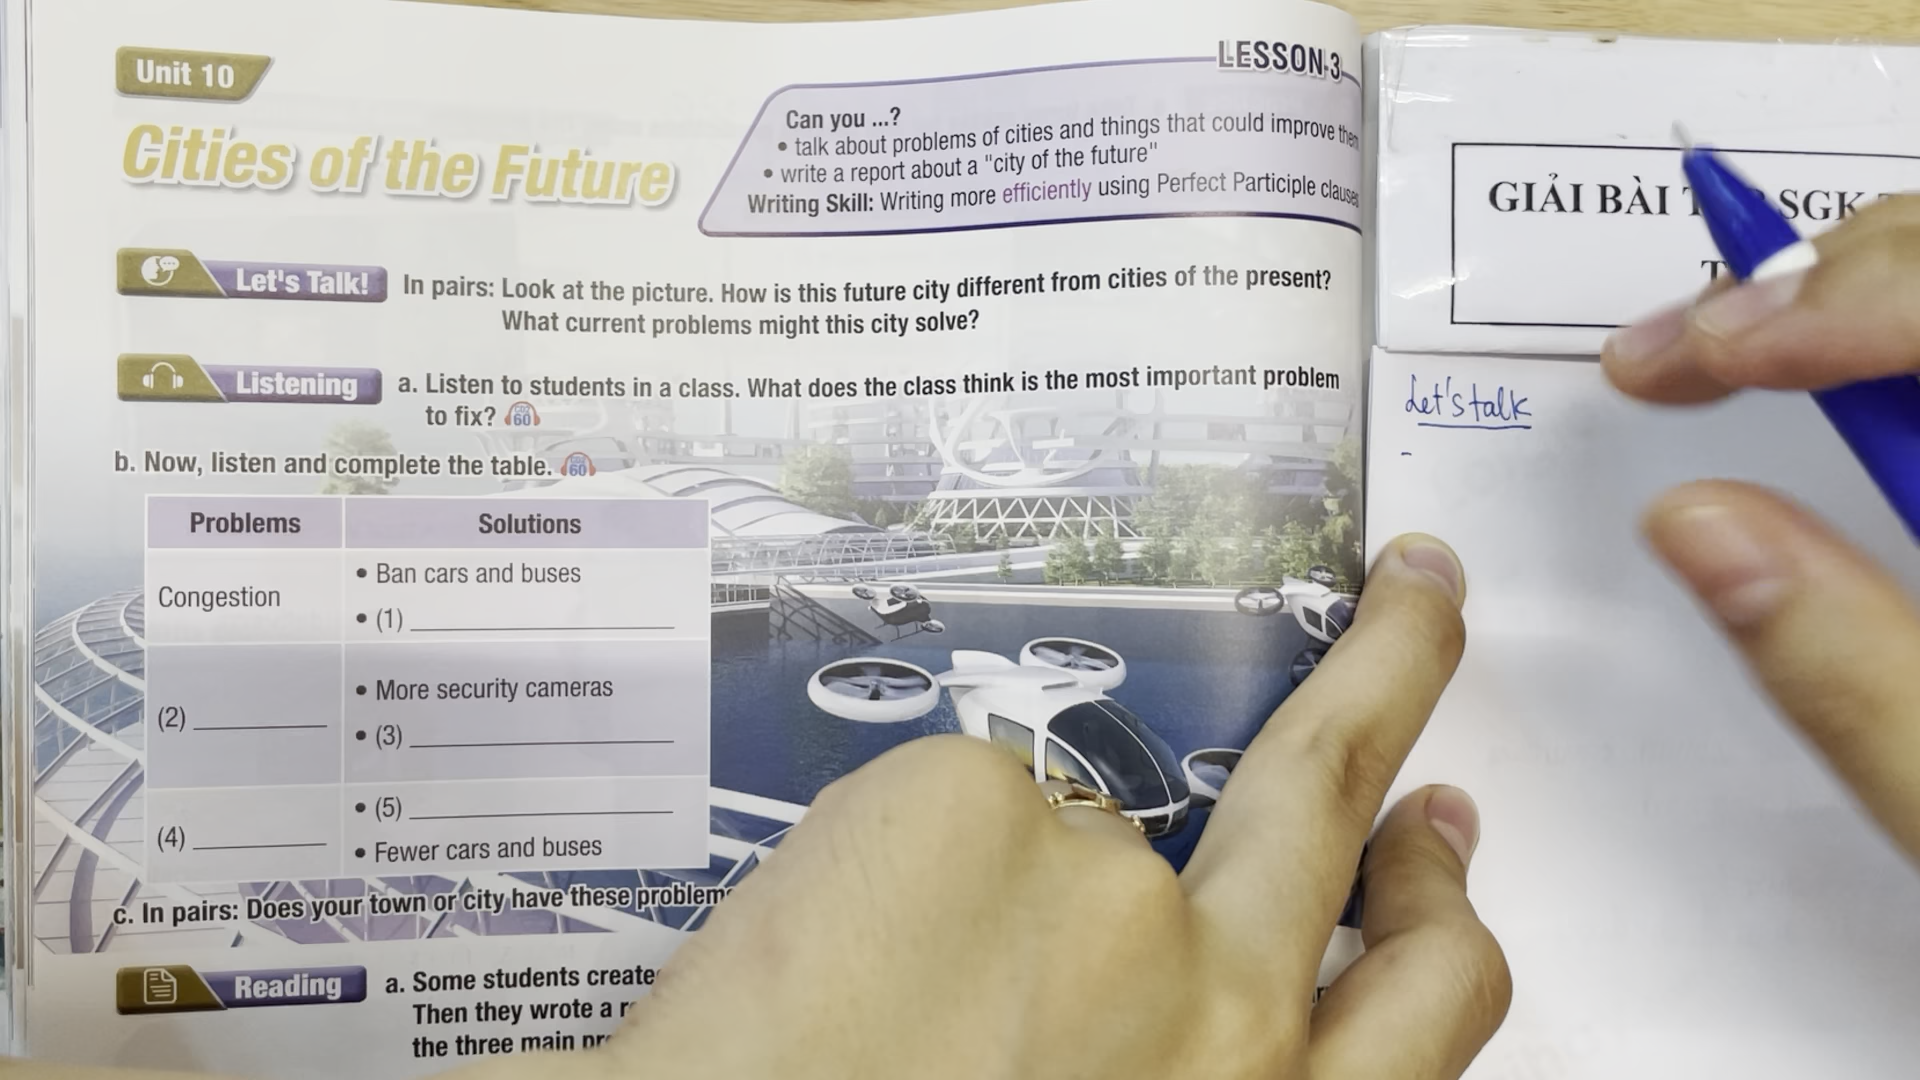 Unit 10
Cities of the Future
LESSON 3
Can you ...?
• talk about problems of cities and things that could improve them
• write a report about a "city of the future"
Writing Skill: Writing more efficiently using Perfect Participle clauses
Let's Talk!
In pairs: Look at the picture. How is this future city different from cities of the present?
What current problems might this city solve?
Listening
a. Listen to students in a class. What does the class think is the most important problem
to fix? CD2 60
b. Now, listen and complete the table. CD2 60
Problems Solutions
Congestion
• Ban cars and buses
• (1)
(2)
• More security cameras
• (3)
(4)
• (5)
• Fewer cars and buses
c. In pairs: Does your town or city have these problems
Reading
a. Some students create
Then they wrote a
the three main
GIẢI BÀI SGK
Let's talk
-